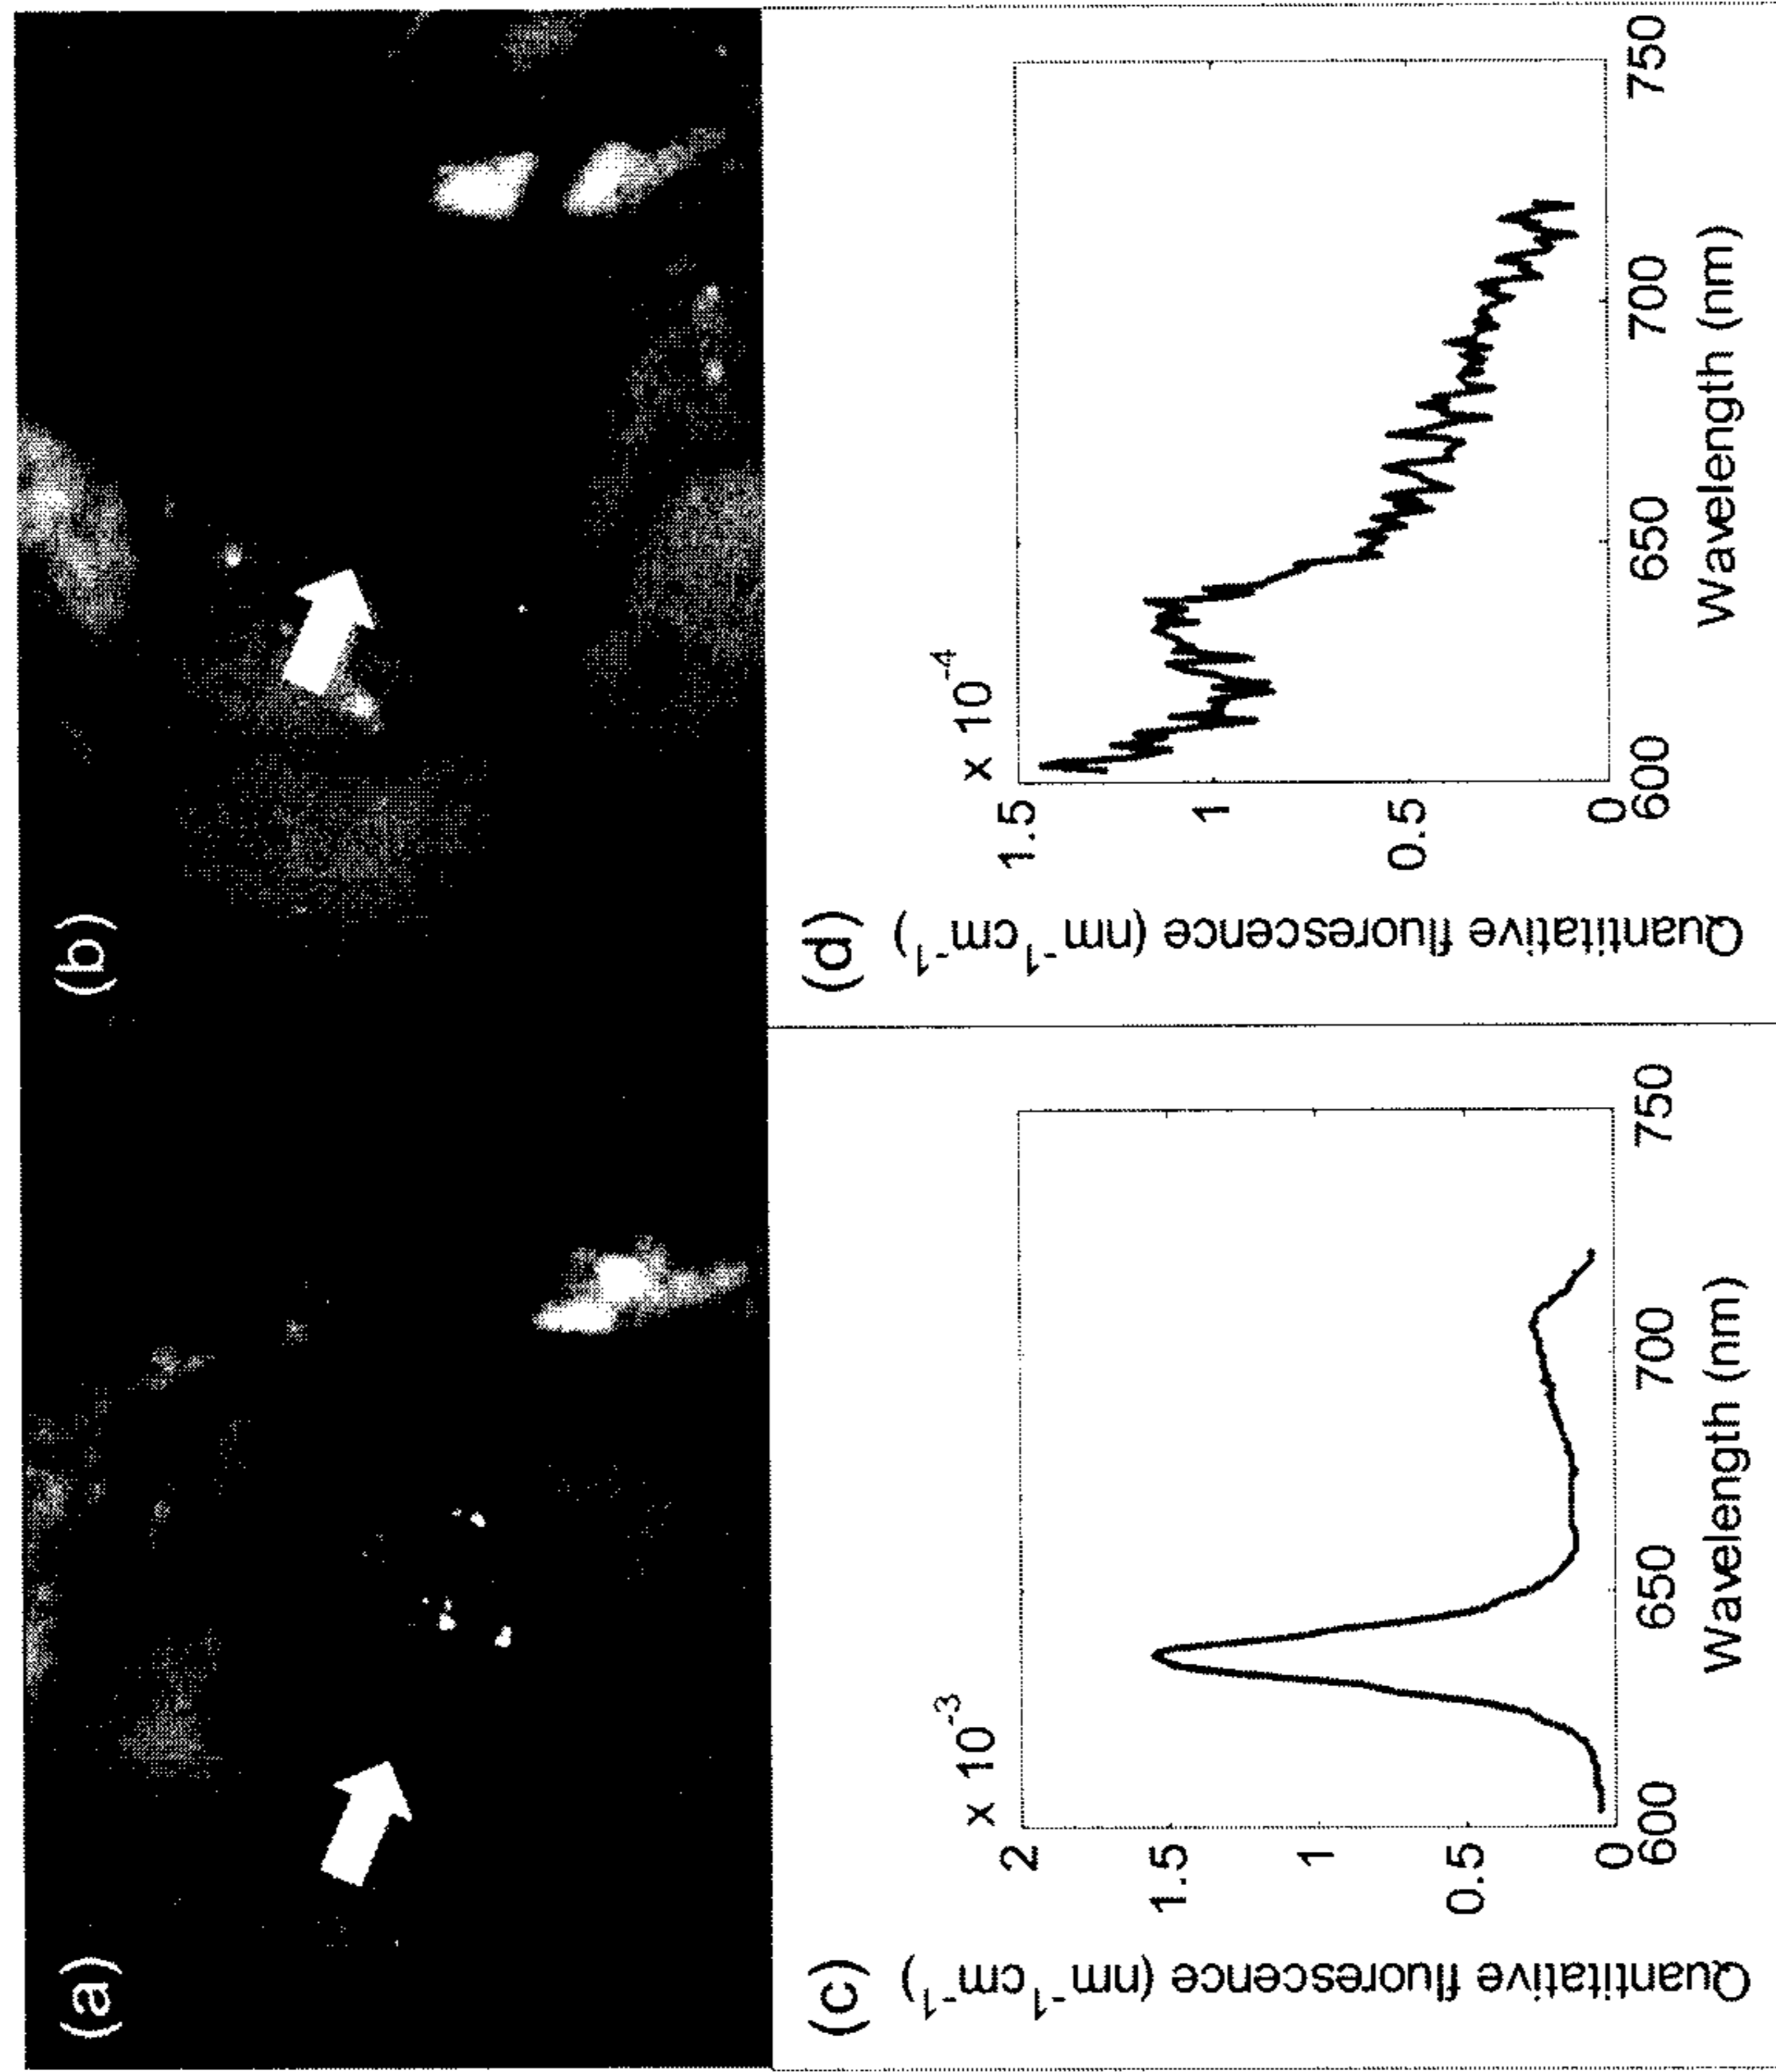 (a)
(b)
(c)
x 10-3
Quantitative fluorescence (nm-1cm-1)
2
1.5
1
0.5
0
600
650
700
750
Wavelength (nm)
(d)
x 10-4
Quantitative fluorescence (nm-1cm-1)
1.5
1
0.5
0
600
650
700
750
Wavelength (nm)